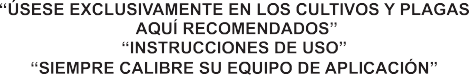 “ÚSESE EXCLUSIVAMENTE EN LOS CULTIVOS Y PLAGAS
AQUÍ RECOMENDADOS”
“INSTRUCCIONES DE USO”
“SIEMPRE CALIBRE SU EQUIPO DE APLICACIÓN”